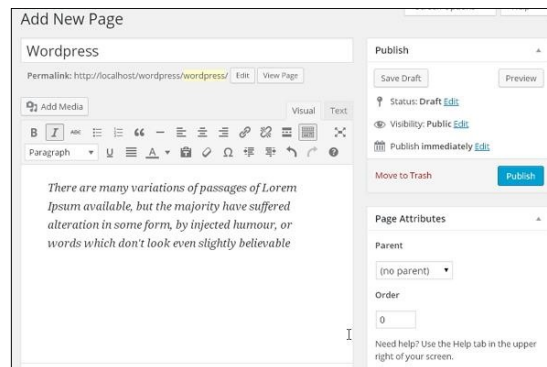 Add New Page
Wordpress
Permalink: http://localhost/wordpress/wordpress/ Edit View Page
Add Media
Visual Text
B I ABC
Paragraph U A Ω
There are many variations of passages of Lorem
Ipsum available, but the majority have suffered
alteration in some form, by injected humour, or
words which don't look even slightly believable
Publish
Save Draft Preview
Status: Draft Edit
Visibility: Public Edit
Publish immediately Edit
Move to Trash Publish
Page Attributes
Parent
(no parent)
Order
0
Need help? Use the Help tab in the upper
right of your screen.